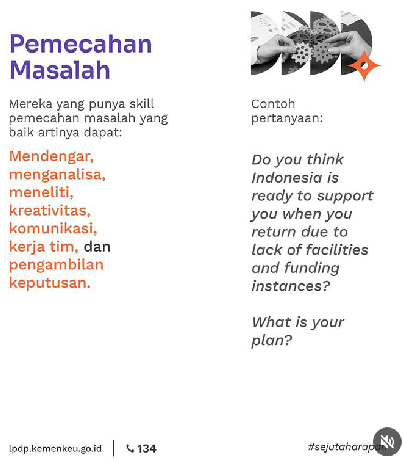 Pemecahan
Masalah
Mereka yang punya skill
pemecahan masalah yang
baik artinya dapat:
Mendengar,
menganalisa,
meneliti,
kreativitas,
komunikasi,
kerja tim, dan
pengambilan
keputusan.
Contoh
pertanyaan:
Do you think
Indonesia is
ready to support
you when you
return due to
lack of facilities
and funding
instances?
What is your
plan?
lpdp.kemenkeu.go.id
134
#sejutaharapan